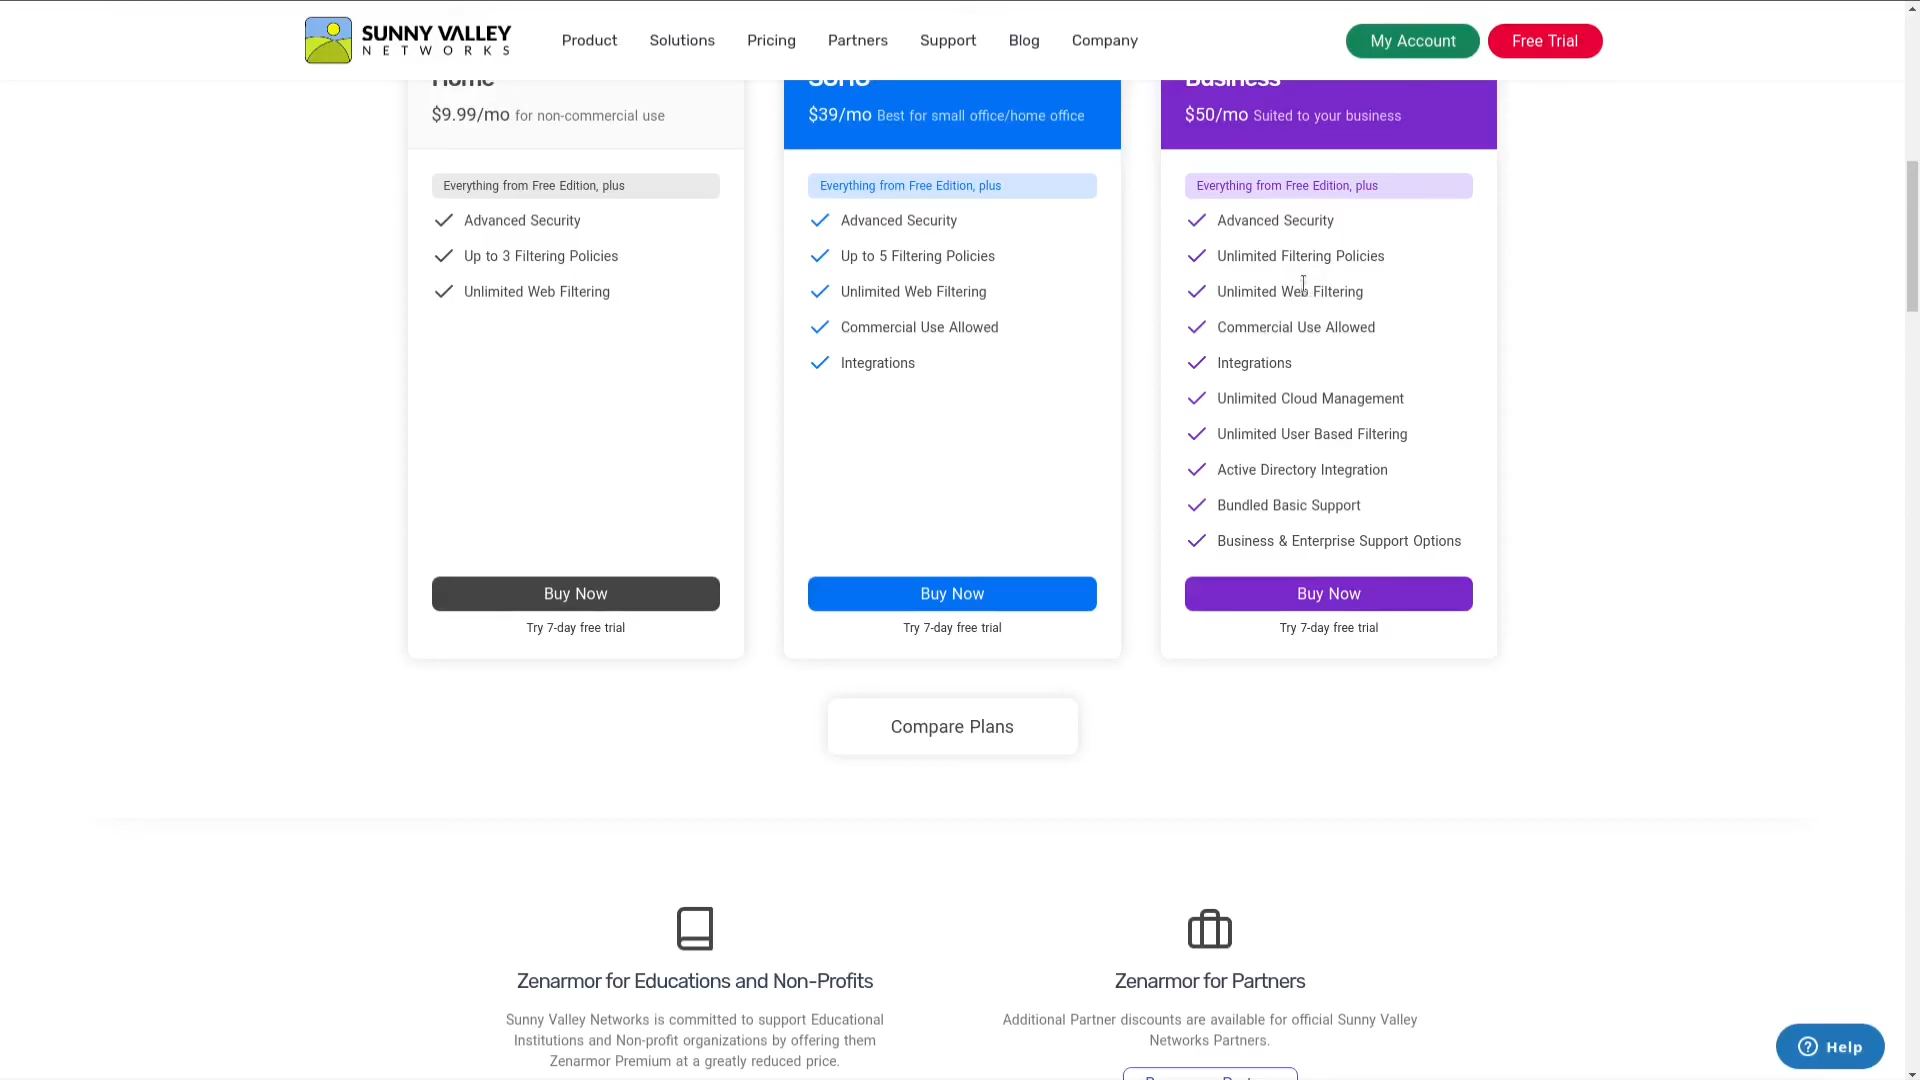 SUNNY VALLEY
NETWORKS
Product
Solutions
Pricing
Partners
Support
Blog
Company
My Account
Free Trial
Home
$9.99/mo for non-commercial use
Everything from Free Edition, plus
Advanced Security
Up to 3 Filtering Policies
Unlimited Web Filtering
Buy Now
Try 7-day free trial
SOHO
$39/mo Best for small office/home office
Everything from Free Edition, plus
Advanced Security
Up to 5 Filtering Policies
Unlimited Web Filtering
Commercial Use Allowed
Integrations
Buy Now
Try 7-day free trial
Business
$50/mo Suited to your business
Everything from Free Edition, plus
Advanced Security
Unlimited Filtering Policies
Unlimited Web Filtering
Commercial Use Allowed
Integrations
Unlimited Cloud Management
Unlimited User Based Filtering
Active Directory Integration
Bundled Basic Support
Business & Enterprise Support Options
Buy Now
Try 7-day free trial
Compare Plans
Zenarmor for Educations and Non-Profits
Sunny Valley Networks is committed to support Educational
Institutions and Non-profit organizations by offering them
Zenarmor Premium at a greatly reduced price.
Zenarmor for Partners
Additional Partner discounts are available for official Sunny Valley
Networks Partners.
Help